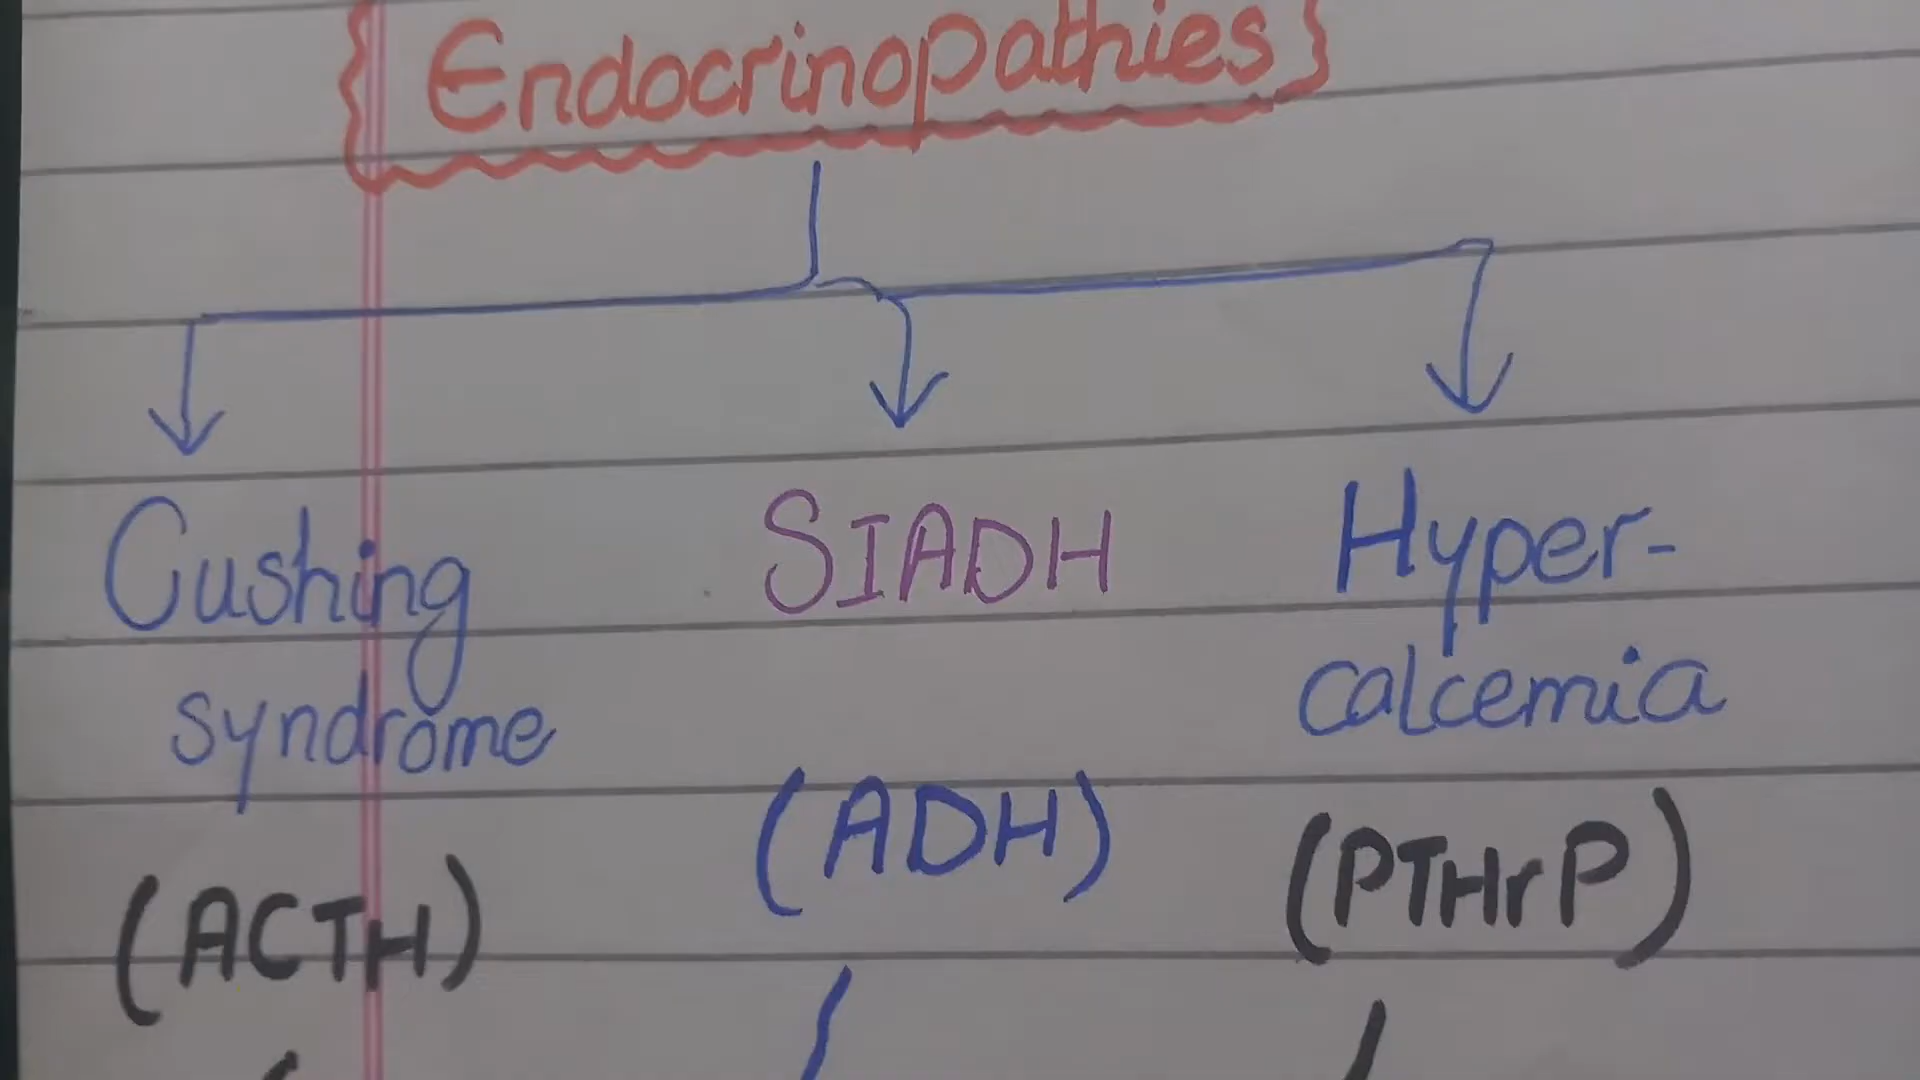 {Endocrinopathies}
Cushing syndrome
SIADH
Hyper-
calcemia
(ACTH)
(ADH)
(PTHrP)